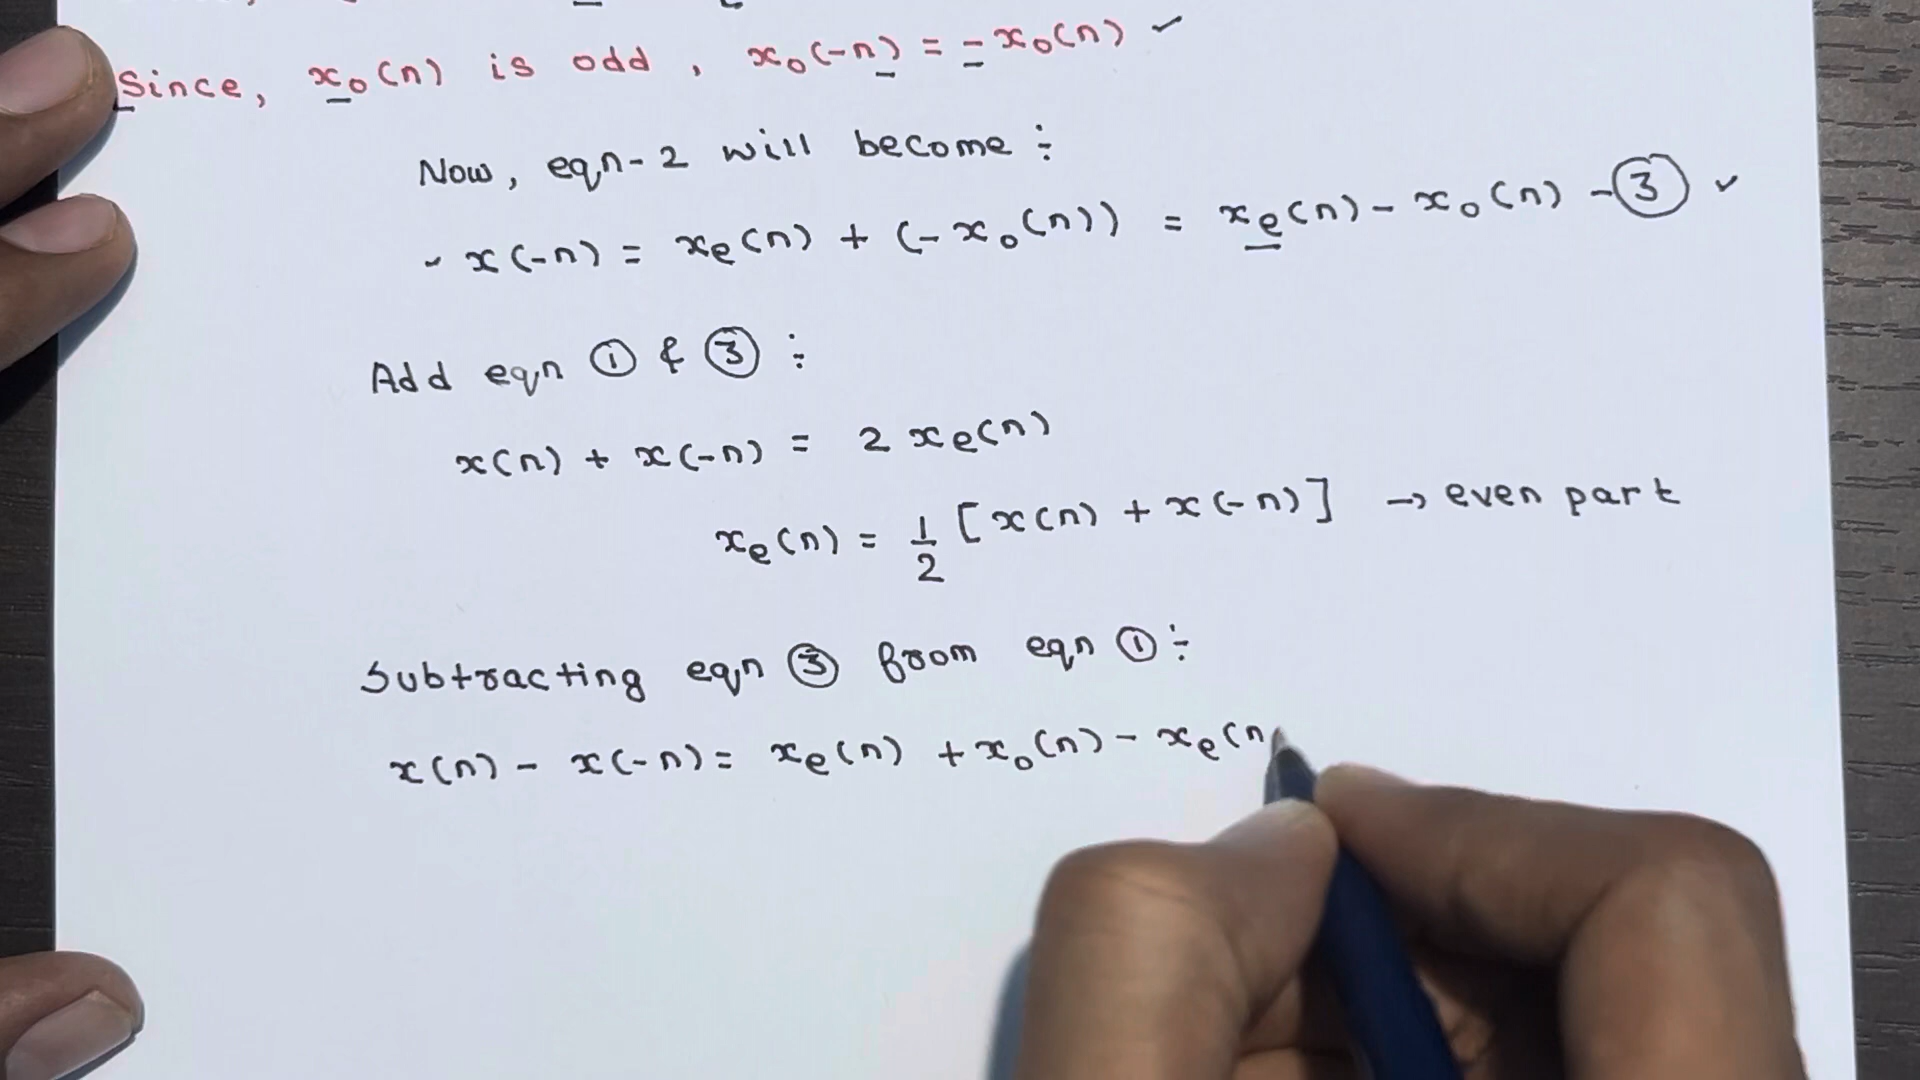 Since, x₀(n) is odd, x₀(-n) = -x₀(n) ✓
Now, eqn-2 will become ÷
✓ x(-n) = xₑ(n) + (-x₀(n)) = xₑ(n) - x₀(n) - ③ ✓
Add eqn ① & ③ ÷
x(n) + x(-n) = 2 xₑ(n)
xₑ(n) = 1/2 [x(n) + x(-n)] → even part
Subtracting eqn ③ from eqn ① ÷
x(n) - x(-n) = xₑ(n) + x₀(n) - xₑ(n